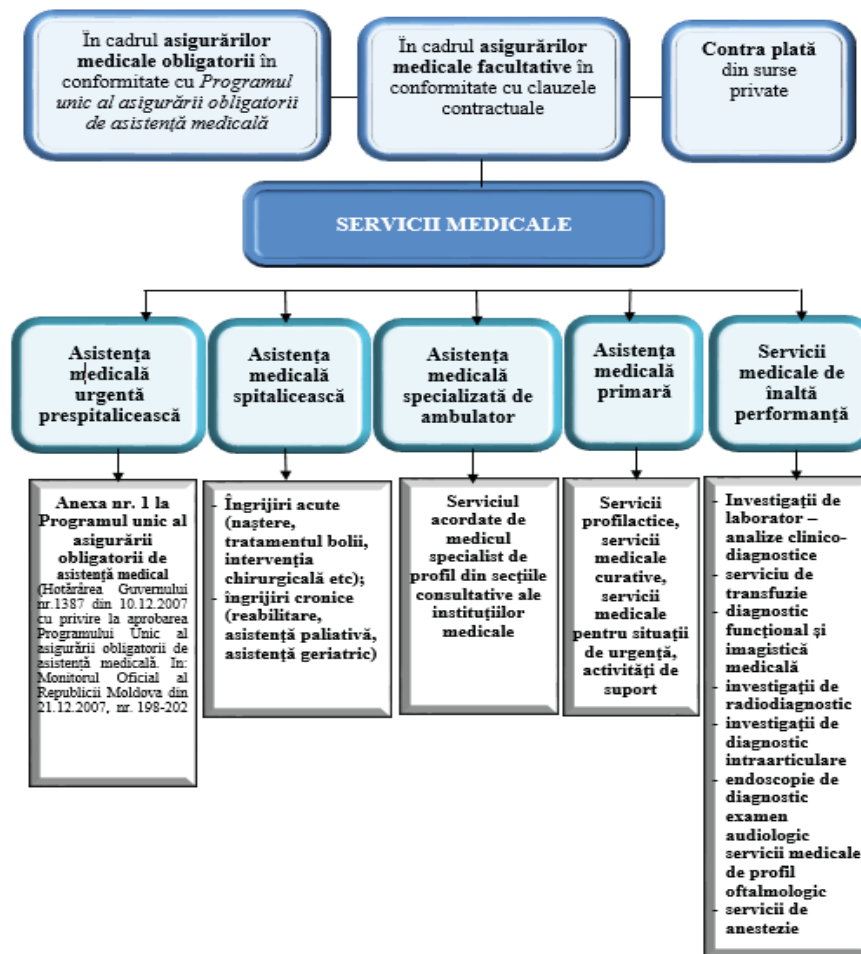 În cadrul asigurărilor
medicale obligatorii în
conformitate cu Programul
unic al asigurării obligatorii
de asistență medicală
În cadrul asigurărilor
medicale facultative în
conformitate cu clauzele
contractuale
Contra plată
din surse
private
SERVICII MEDICALE
Asistența
medicală
urgentă
prespitalicească
Asistența
medicală
spitalicească
Asistența
medicală
specializată de
ambulator
Asistența
medicală
primară
Servicii
medicale de
înaltă
performanță
Anexa nr. 1 la
Programul unic al
asigurării
obligatorii de
asistență medical
(Hotărârea Guvernului
nr.1387 din 10.12.2007
cu privire la aprobarea
Programului Unic al
asigurării obligatorii de
asistență medicală. In:
Monitorul Oficial al
Republicii Moldova din
21.12.2007, nr. 198-202
- Îngrijiri acute
(naștere,
tratamentul bolii,
intervenția
chirurgicală etc);
- îngrijiri cronice
(reabilitare,
asistență paliativă,
asistență geriatric)
Serviciul
acordate de
medicul
specialist de
profil din secțiile
consultative ale
instituțiilor
medicale
Servicii
profilactice,
servicii
medicale
curative,
servicii
medicale
pentru situații
de urgență,
activități de
suport
- Investigații de
laborator –
analize clinico-
diagnostice
- serviciu de
transfuzie
- diagnostic
funcțional și
imagistică
medicală
- investigații de
radiodiagnostic
- investigații de
diagnostic
intraarticulare
- endoscopie de
diagnostic
examen
audiologic
servicii medicale
de profil
oftalmologic
- servicii de
anestezie